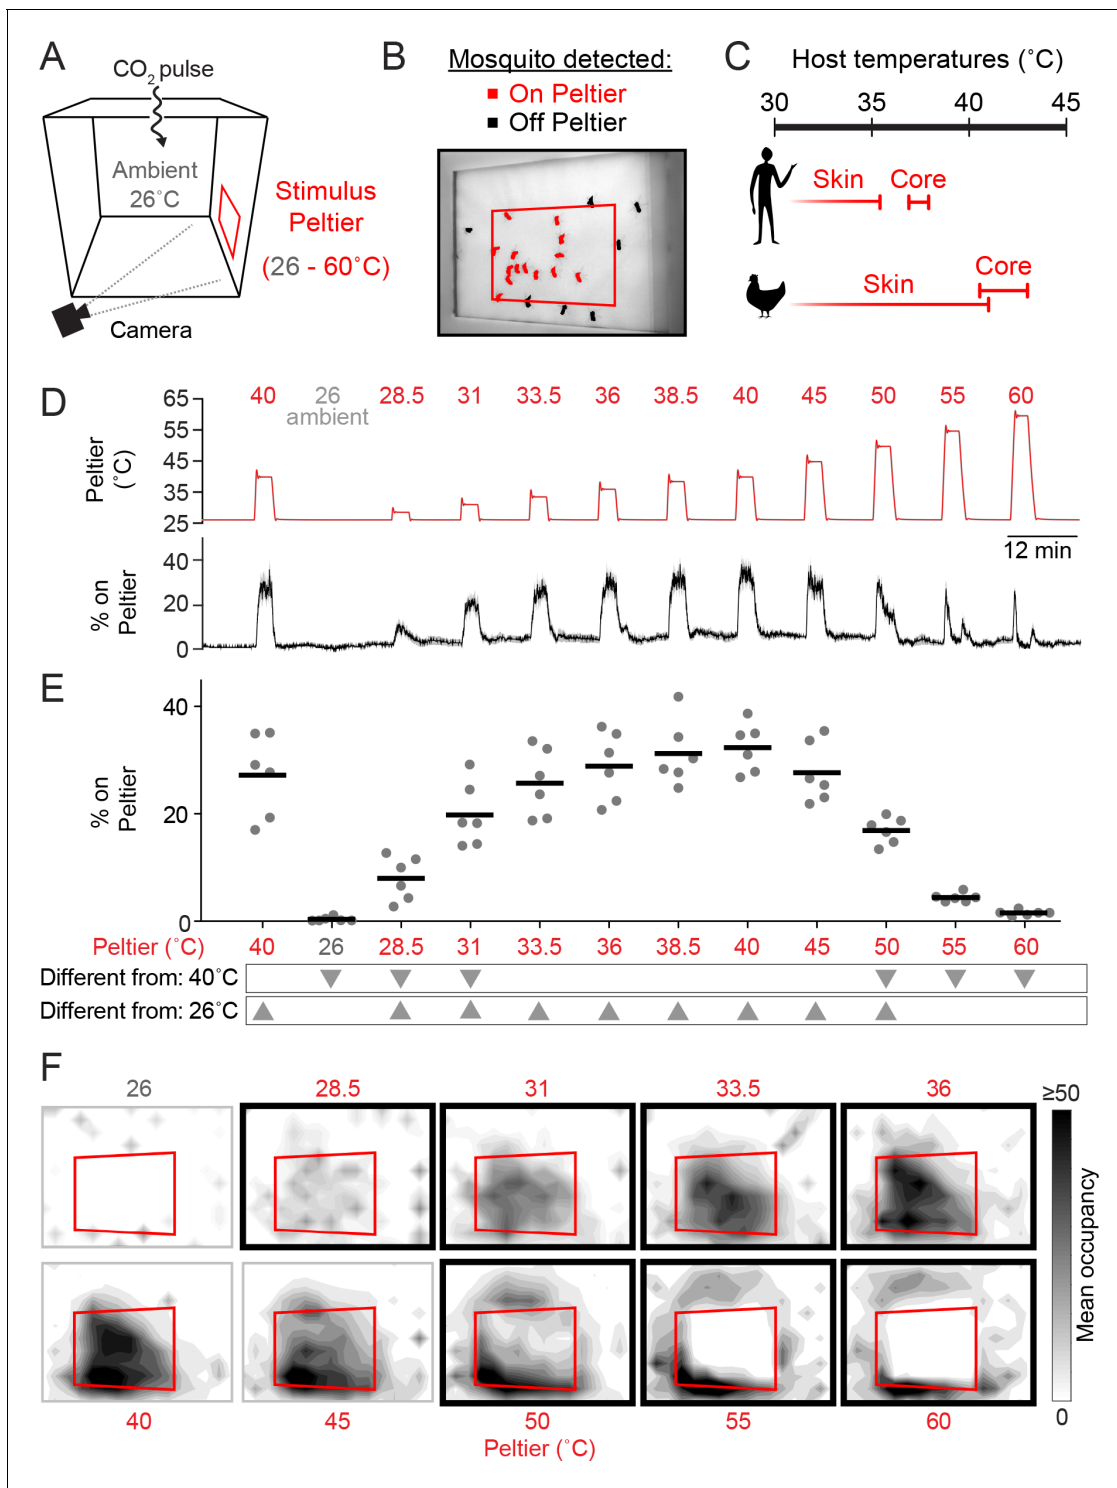 A
CO2 pulse
Ambient
26°C
Stimulus
Peltier
(26 - 60°C)
Camera
B
Mosquito detected:
On Peltier
Off Peltier
C
Host temperatures (°C)
30 35 41 45
Skin Core
Skin Core
D
40 26 28.5 31 33.5 36 38.5 40 45 50 55 60
ambient
Peltier
(°C)
65
55
45
35
25
12 min
% on
Peltier
40
20
0
E
% on
Peltier
40
20
0
Peltier (°C) 40 26 28.5 31 33.5 36 38.5 40 45 50 55 60
Different from: 40°C
Different from: 26°C
F
26 28.5 31 33.5 36
40 45 50 55 60
Peltier (°C)
≥50
Mean occupancy
0